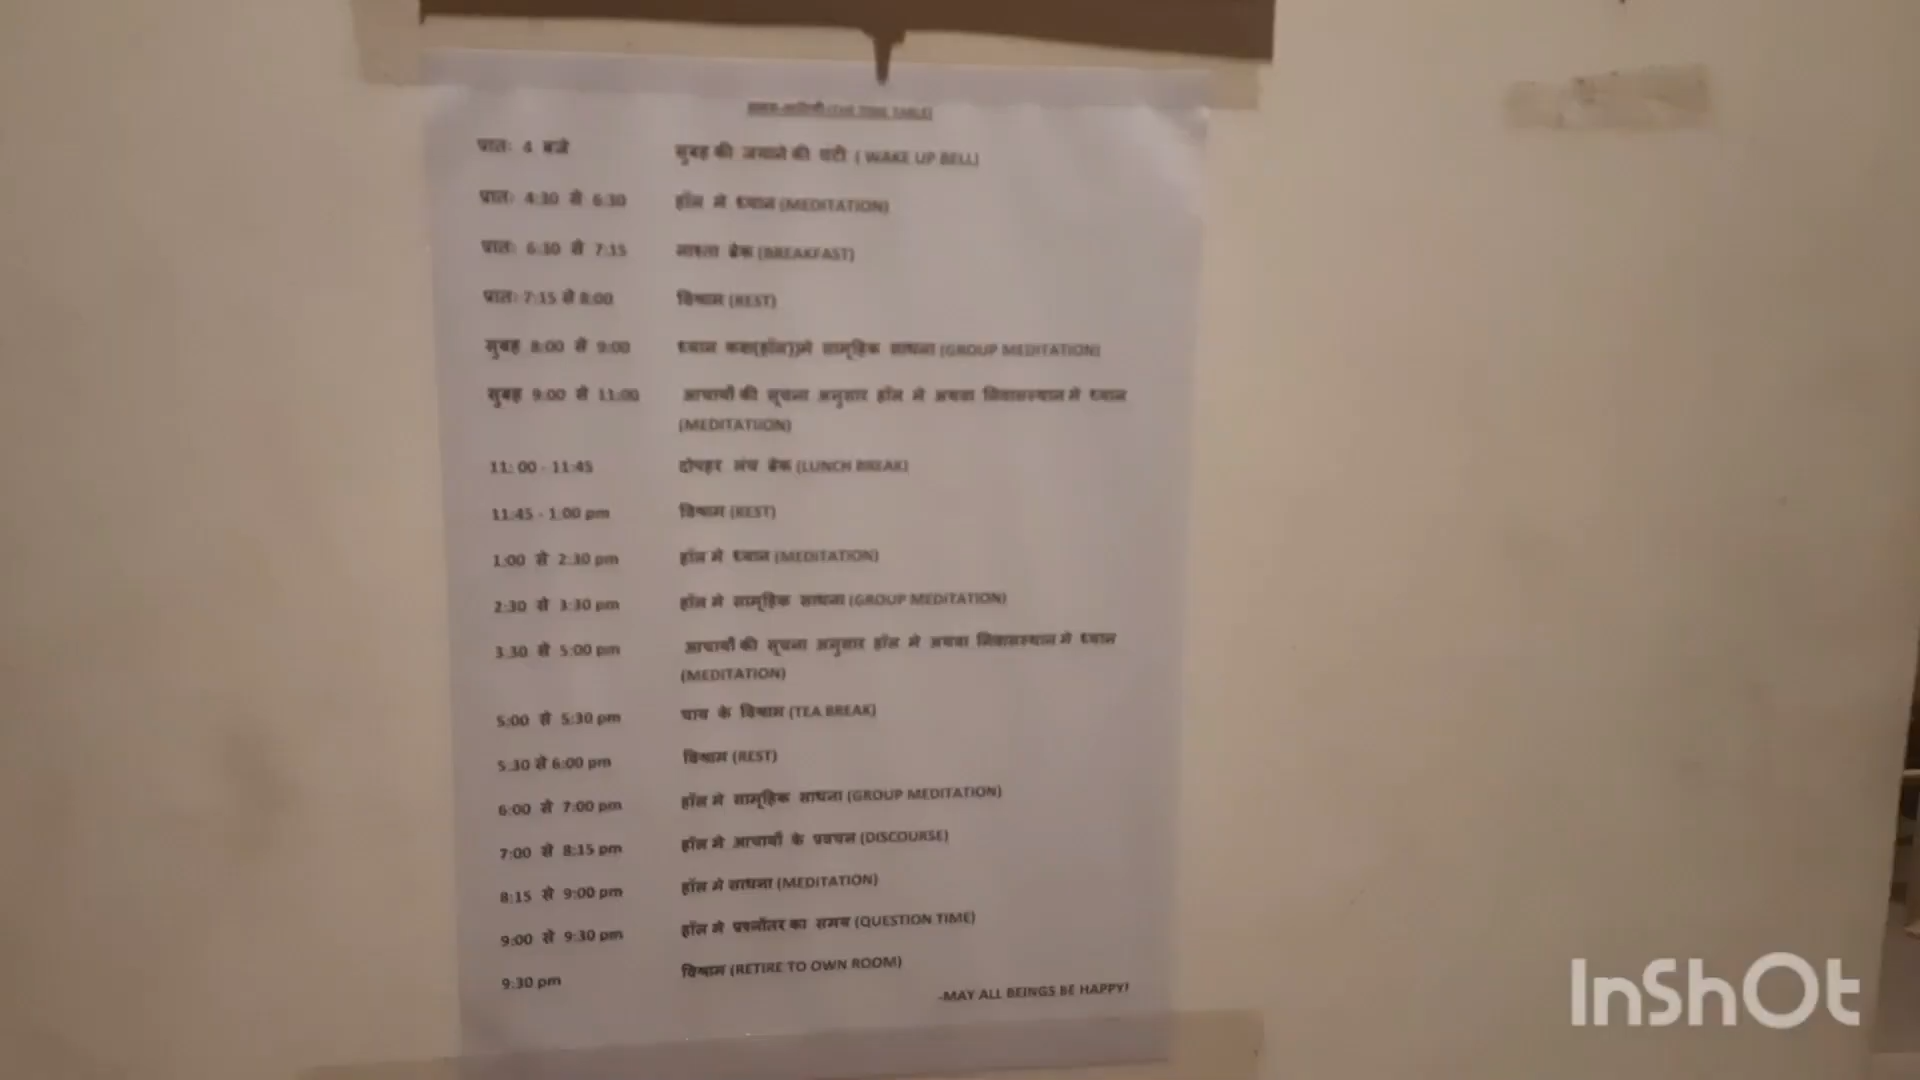 समय-सारिणी (THE TIME TABLE)
प्रातः 4 बजे सुबह की जगाने की घंटी ( WAKE UP BELL)
प्रातः 4:30 से 6:30 हॉल मे ध्यान (MEDITATION)
प्रातः 6:30 से 7:15 नाश्ता ब्रेक (BREAKFAST)
प्रातः 7:15 से 8:00 विश्राम (REST)
सुबह 8:00 से 9:00 ध्यान कक्ष(हॉल))मे सामूहिक साधना (GROUP MEDITATION)
सुबह 9:00 से 11:00 आचार्यों की सूचना अनुसार हॉल मे अथवा निवासस्थान मे ध्यान
(MEDITATIION)
11: 00 - 11:45 दोपहर लंच ब्रेक (LUNCH BREAK)
11:45 - 1:00 pm विश्राम (REST)
1:00 से 2:30 pm हॉल मे ध्यान (MEDITATION)
2:30 से 3:30 pm हॉल मे सामूहिक साधना (GROUP MEDITATION)
3.30 से 5:00 pm आचार्यों की सूचना अनुसार हॉल मे अथवा निवासस्थान मे ध्यान
(MEDITATION)
5:00 से 5:30 pm चाय के विश्राम (TEA BREAK)
5.30 से 6:00 pm विश्राम (REST)
6:00 से 7:00 pm हॉल मे सामूहिक साधना (GROUP MEDITATION)
7:00 से 8:15 pm हॉल मे आचार्यों के प्रवचन (DISCOURSE)
8:15 से 9:00 pm हॉल मे साधना (MEDITATION)
9:00 से 9:30 pm हॉल मे प्रश्नोंतर का समय (QUESTION TIME)
9:30 pm विश्राम (RETIRE TO OWN ROOM)
-MAY ALL BEINGS BE HAPPY!
InShOt